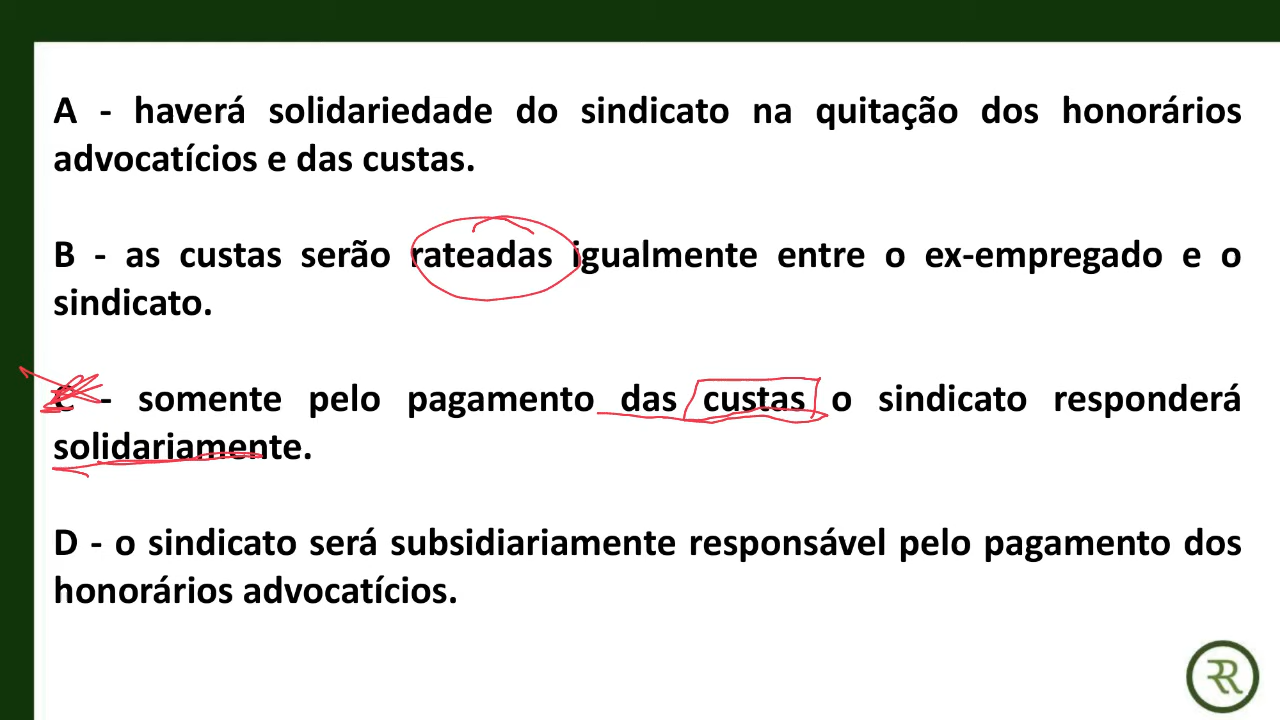 A - haverá solidariedade do sindicato na quitação dos honorários
advocatícios e das custas.
B - as custas serão rateadas igualmente entre o ex-empregado e o
sindicato.
C - somente pelo pagamento das custas o sindicato responderá
solidariamente.
D - o sindicato será subsidiariamente responsável pelo pagamento dos
honorários advocatícios.
RR